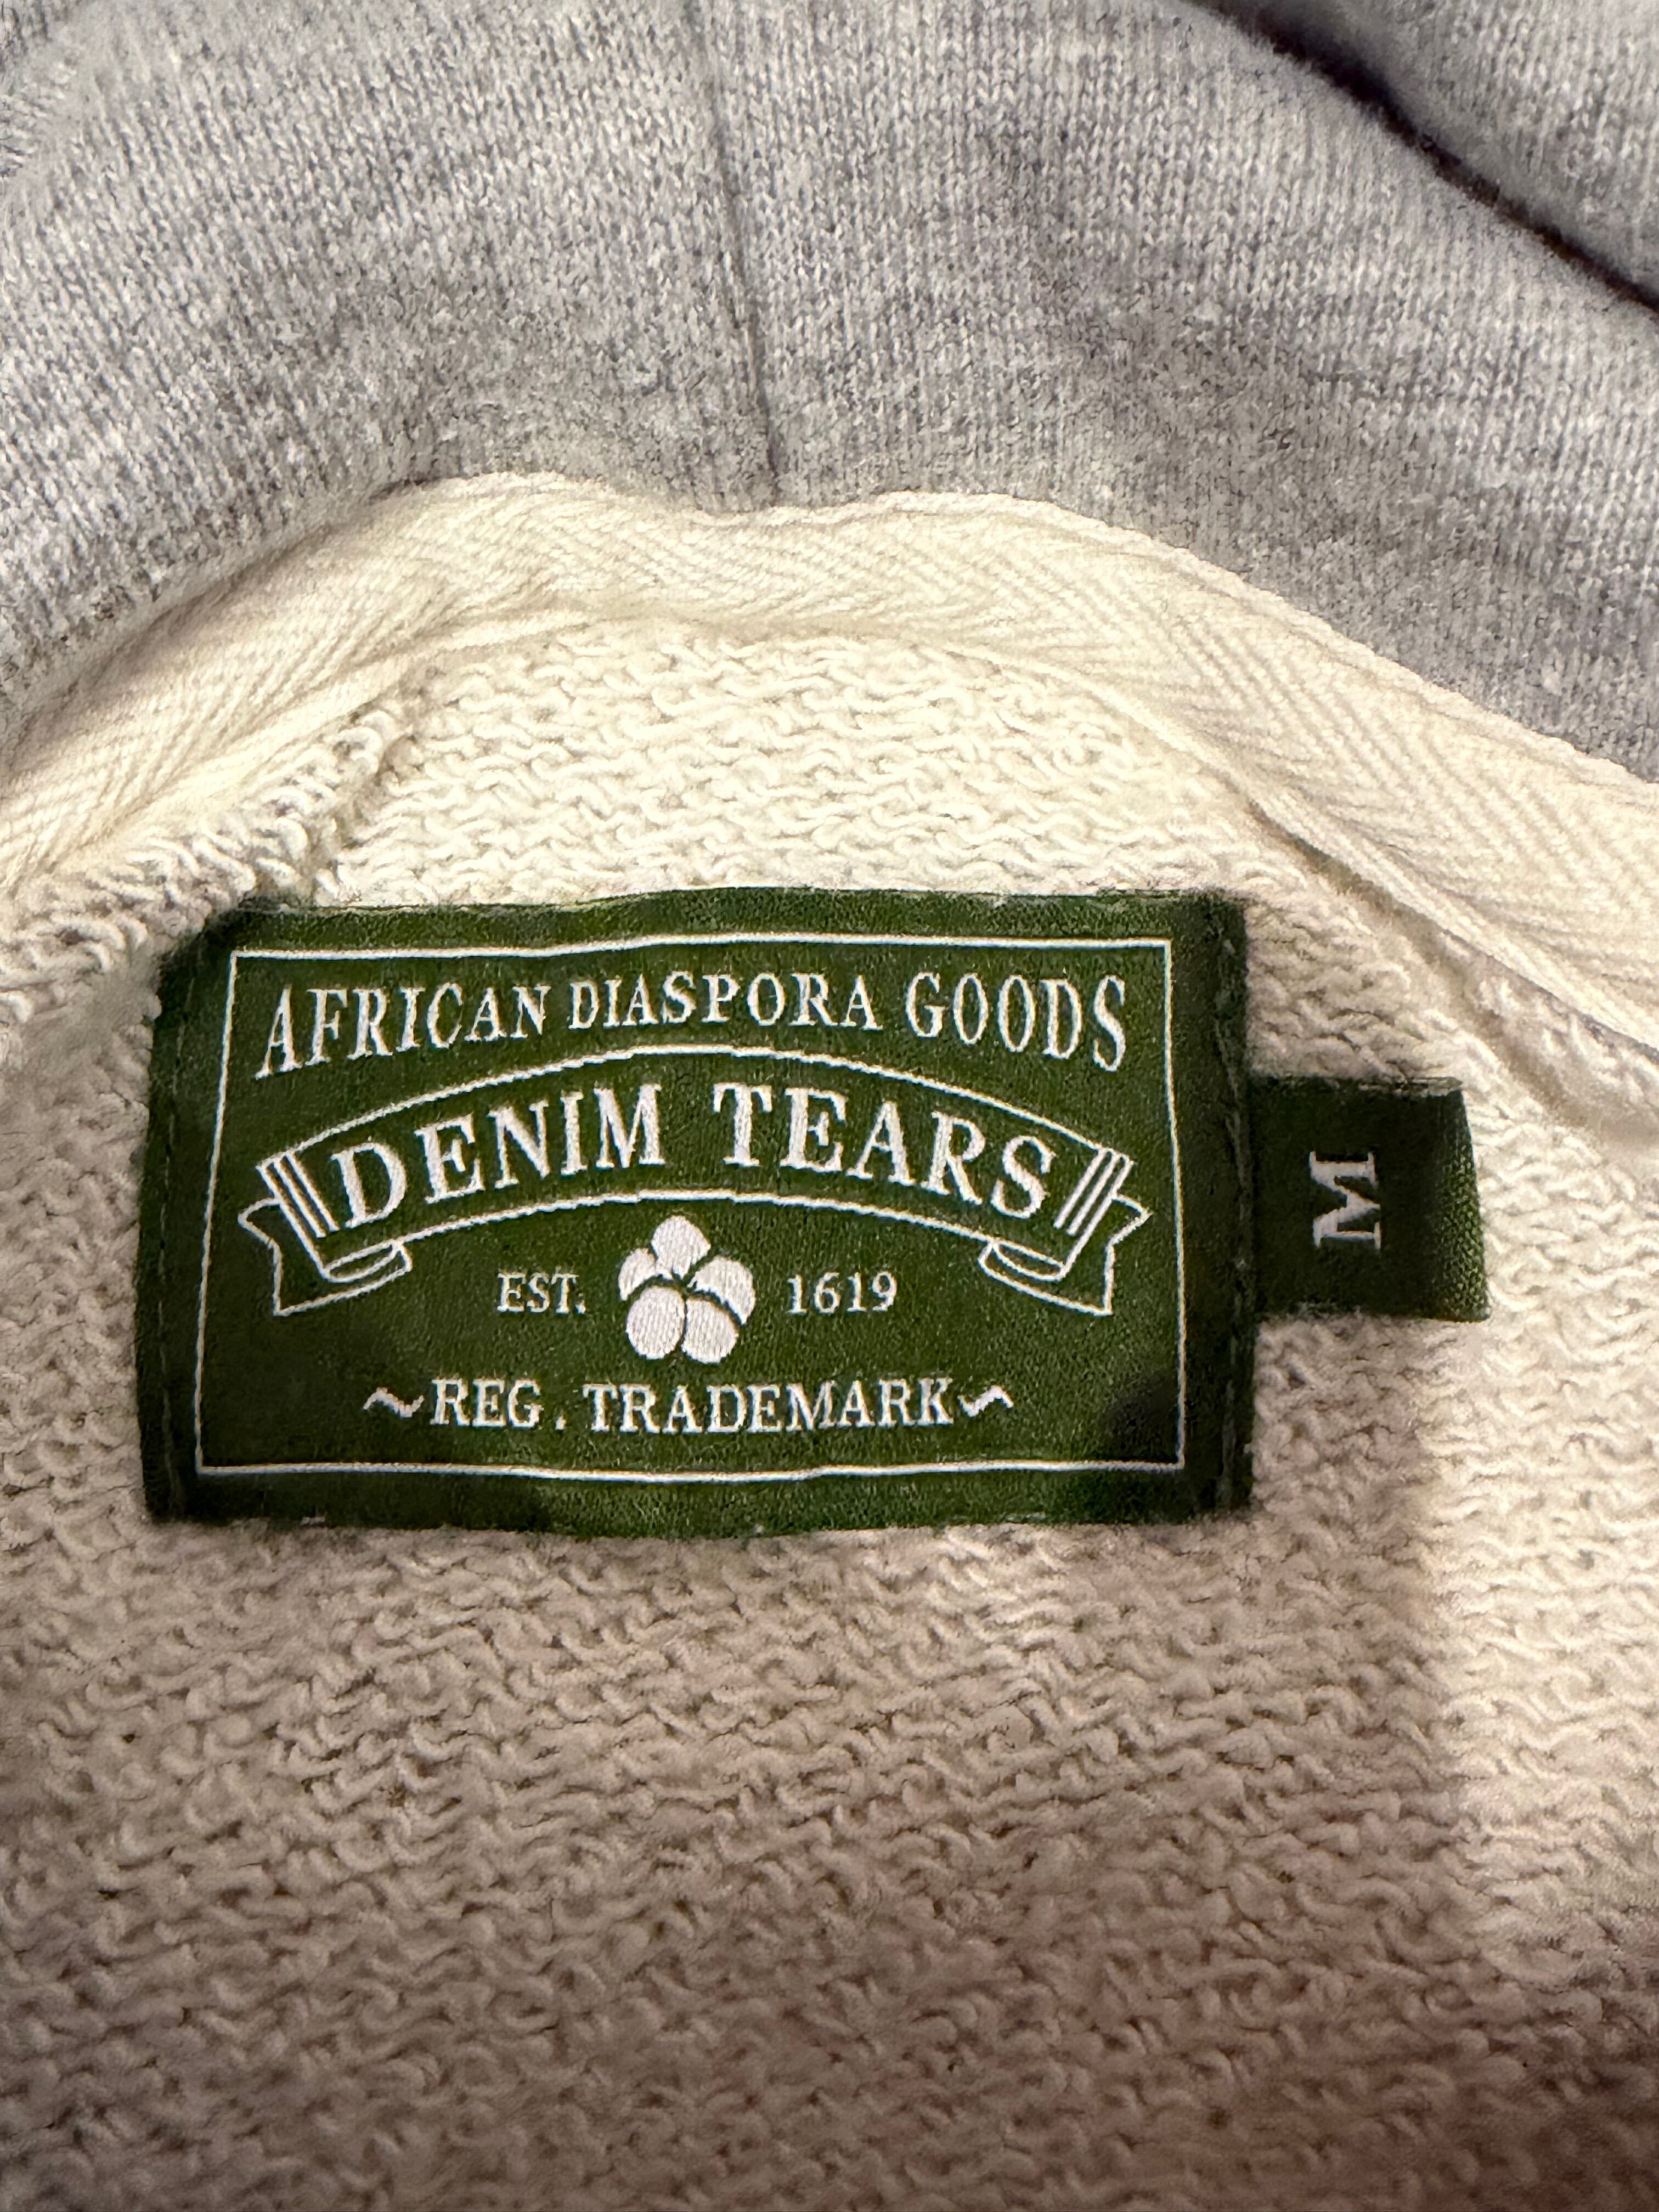 AFRICAN DIASPORA GOODS
DENIM TEARS
EST. 1619
~REG. TRADEMARK~
M